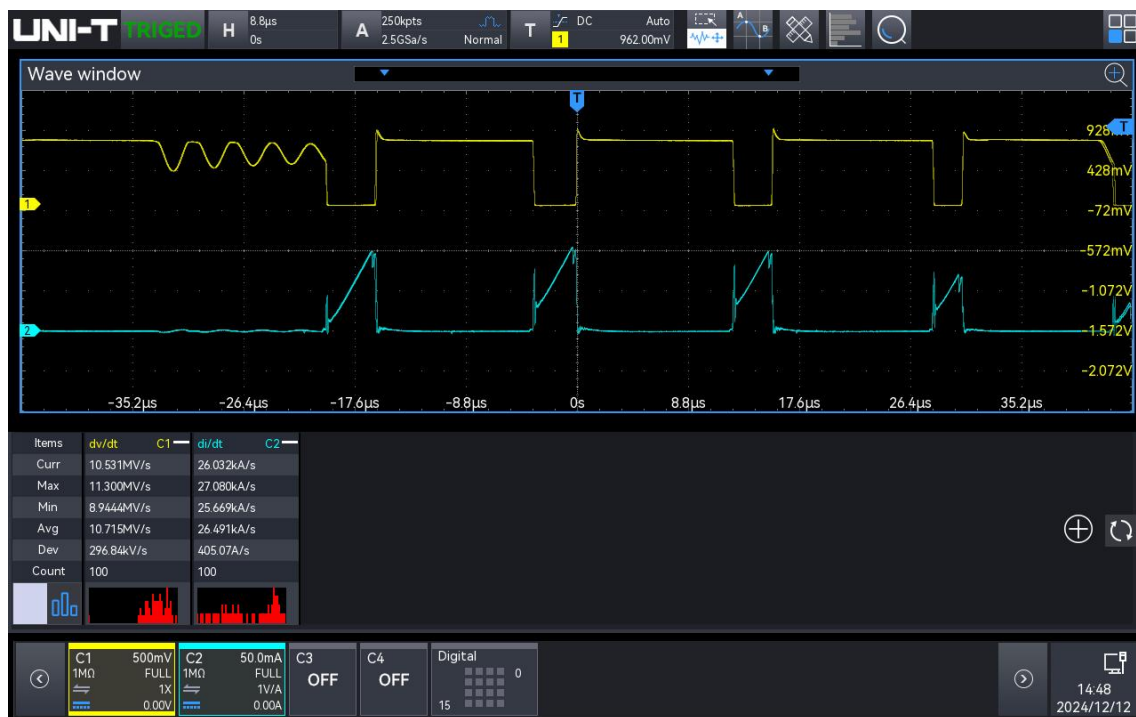 UNI-T TRIGED H 8.8μs A 250kpts T DC Auto
0s 2.5GSa/s Normal 1 962.00mV
A B
Wave window
T
928mV T
428mV
1
-72mV
-572mV
-1.072V
2 -1.572V
-2.072V
-35.2μs -26.4μs -17.6μs -8.8μs 0s 8.8μs 17.6μs 26.4μs 35.2μs
Items dv/dt C1 di/dt C2
Curr 10.531MV/s 26.032kA/s
Max 11.300MV/s 27.080kA/s
Min 8.9444MV/s 25.669kA/s
Avg 10.715MV/s 26.491kA/s
Dev 296.84kV/s 405.07A/s
Count 100 100
C1 500mV C2 50.0mA C3 C4 Digital
1MΩ FULL 1MΩ FULL OFF OFF 0
1X 1V/A
0.00V 0.00A 15
14:48
2024/12/12